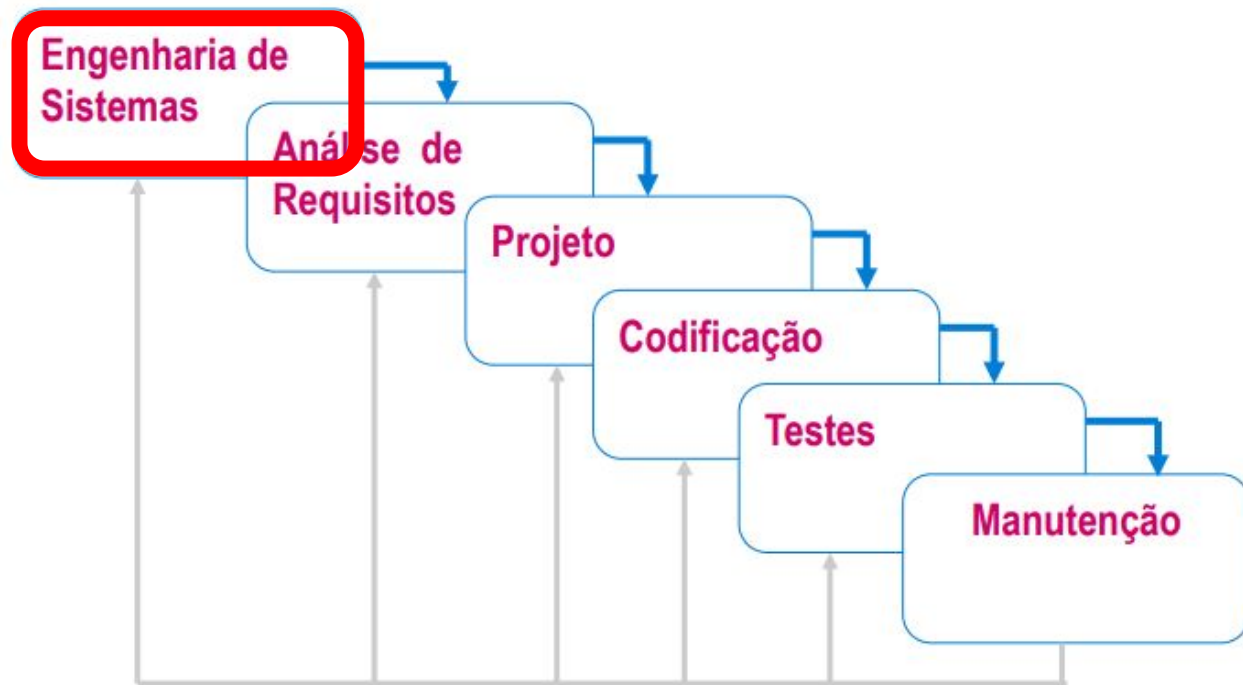 Engenharia de
Sistemas
Análise de
Requisitos
Projeto
Codificação
Testes
Manutenção